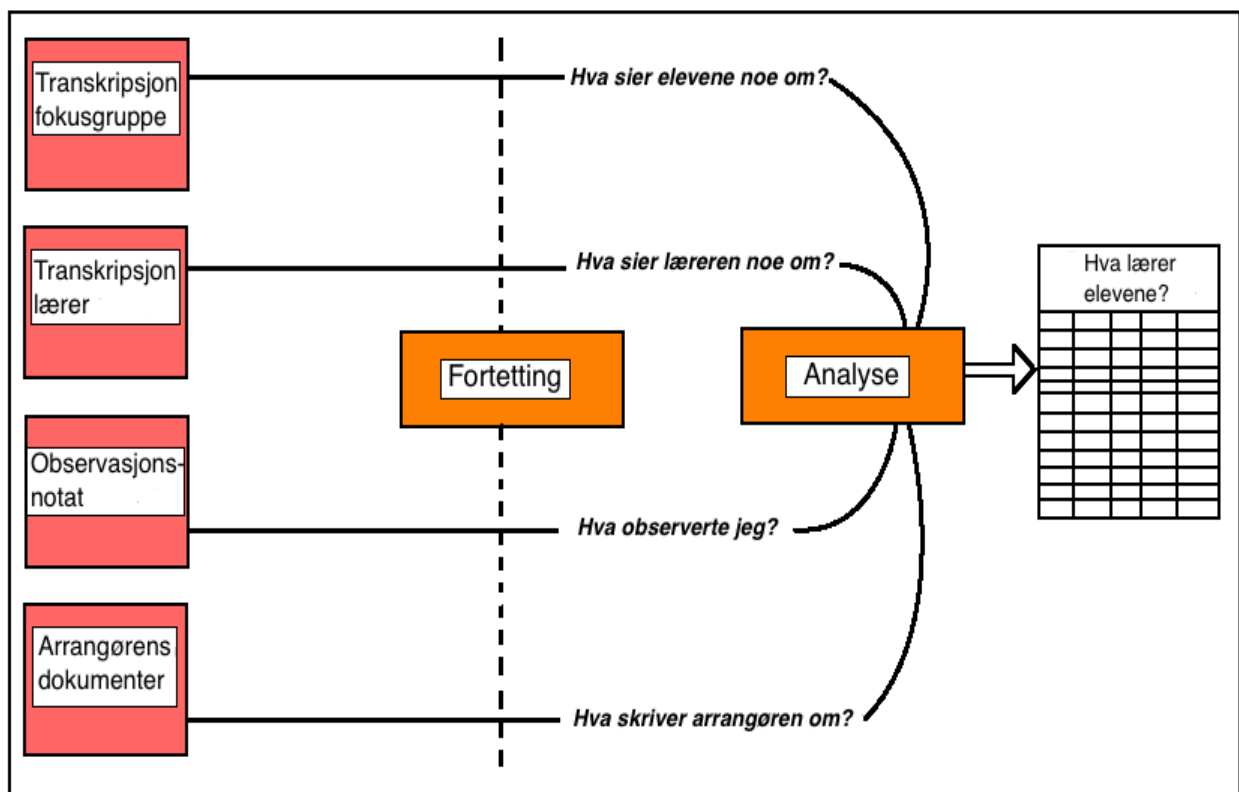 Transkripsjon
fokusgruppe
Hva sier elevene noe om?
Transkripsjon
lærer
Hva sier læreren noe om?
Fortetting
Analyse
Hva lærer
elevene?
Observasjons-
notat
Hva observerte jeg?
Arrangørens
dokumenter
Hva skriver arrangøren om?